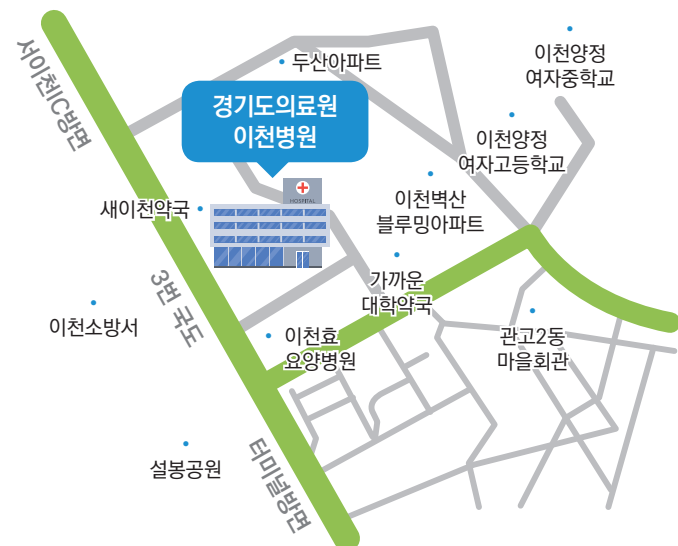 서이천IC방면
두산아파트
이천양정
여자중학교
경기도의료원
이천병원
이천양정
여자고등학교
HOSPITAL
이천벽산
블루밍아파트
새이천약국
가까운
대학약국
3번 국도
이천소방서
이천효
요양병원
관고2동
마을회관
설봉공원
터미널방면